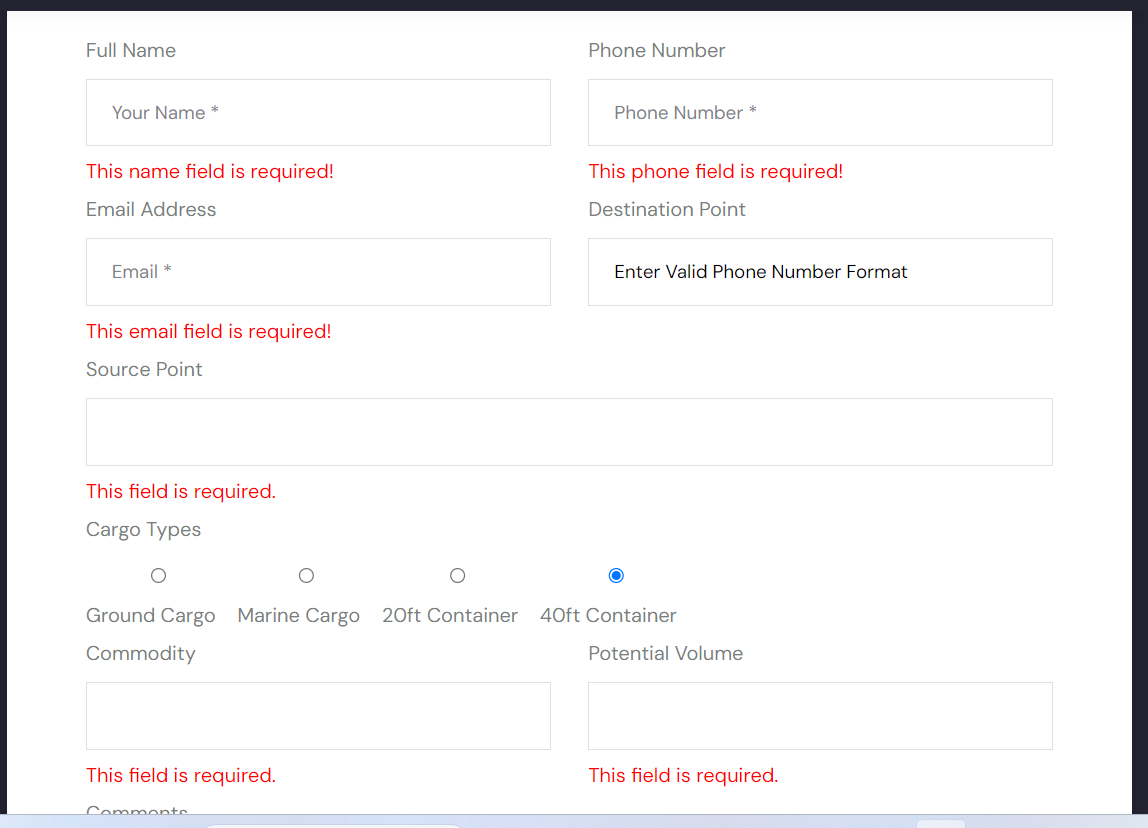 Full Name Phone Number
Your Name * Phone Number *
This name field is required! This phone field is required!
Email Address Destination Point
Email * Enter Valid Phone Number Format
This email field is required!
Source Point
This field is required.
Cargo Types
Ground Cargo Marine Cargo 20ft Container 40ft Container
Commodity Potential Volume
This field is required. This field is required.
Comments